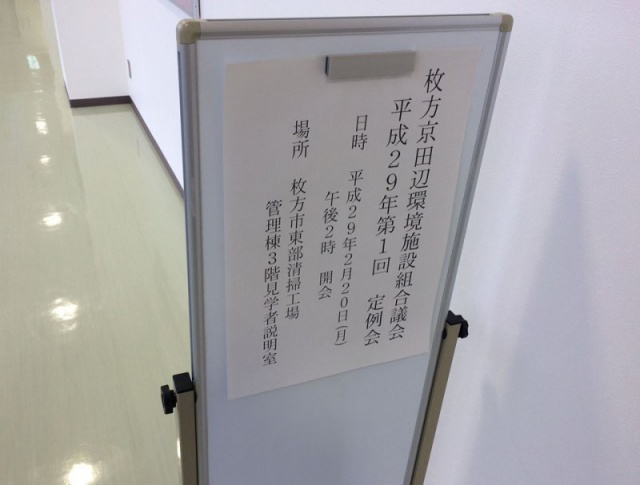 枚方京田辺環境施設組合議会
平成29年第1回 定例会
日時 平成29年2月20日(月)
午後2時 開会
場所 枚方市東部清掃工場
管理棟3階見学者説明室